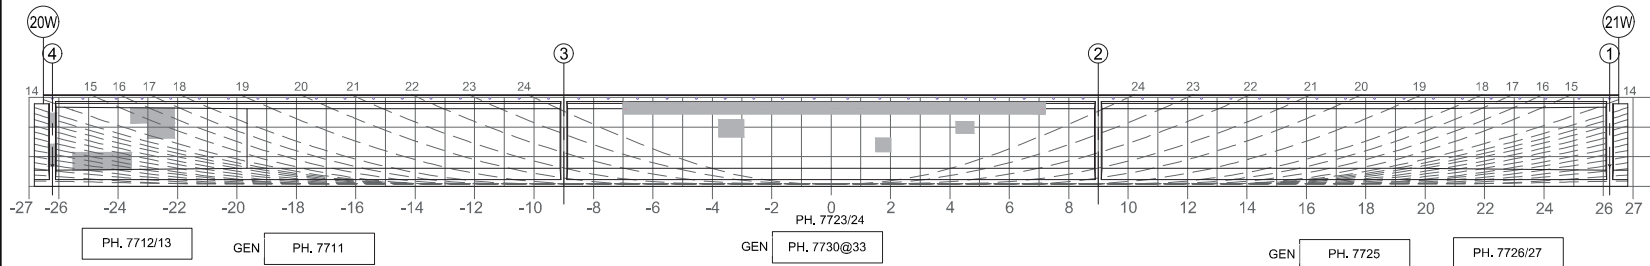 20W 21W
4 3 2 1
14 15 16 17 18 19 20 21 22 23 24 24 23 22 21 20 19 18 17 16 15 14
-27 -26 -24 -22 -20 -18 -16 -14 -12 -10 -8 -6 -4 -2 0 2 4 6 8 10 12 14 16 18 20 22 24 26 27
PH. 7723/24
PH. 7712/13 GEN PH. 7711 GEN PH. 7730@33 GEN PH. 7725 PH. 7726/27